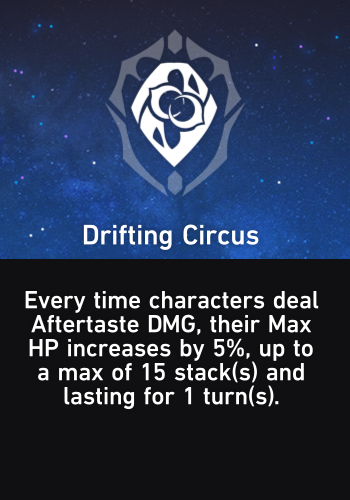 Drifting Circus
Every time characters deal
Aftertaste DMG, their Max
HP increases by 5%, up to
a max of 15 stack(s) and
lasting for 1 turn(s).